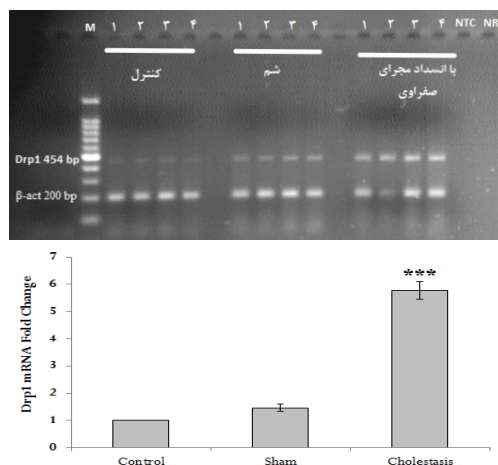 M ۱ ۲ ۳ ۴ ۱ ۲ ۳ ۴ ۱ ۲ ۳ ۴ NTC NR
کنترل
شم
با انسداد مجرای
صفراوی
Drp1 454 bp
β-act 200 bp
Drp1 mRNA Fold Change
7
6
5
4
3
2
1
0
***
Control Sham Cholestasis